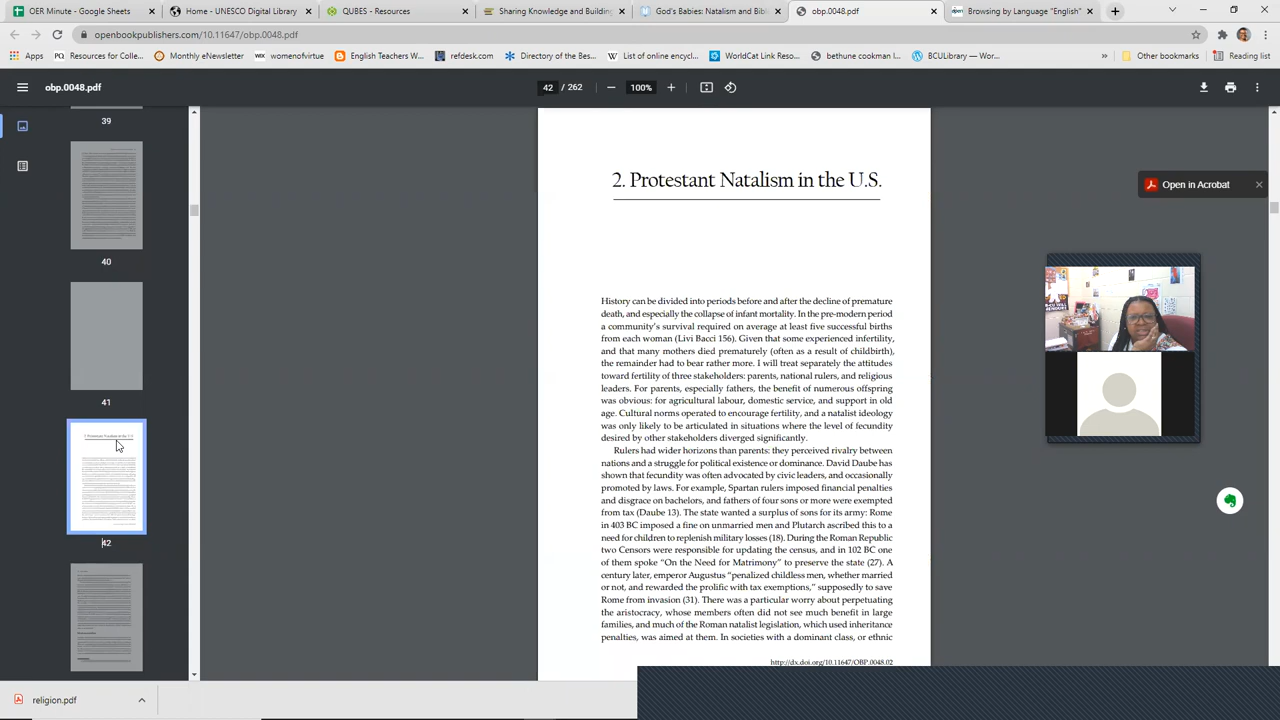 OER Minute - Google Sheets
Home - UNESCO Digital Library
QUBES - Resources
Sharing Knowledge and Building
God's Babies: Natalism and Bibl
obp.0048.pdf
Browsing by Language "English"
openbookpublishers.com/10.11647/obp.0048.pdf
Apps
Resources for Colle...
Monthly eNewsletter
womenofvirtue
English Teachers W...
refdesk.com
Directory of the Bes...
List of online encycl...
WorldCat Link Reso...
bethune cookman l...
BCULibrary — Wor...
Other bookmarks
Reading list
obp.0048.pdf
42 / 262
100%
Open in Acrobat
39
40
41
42
2. Protestant Natalism in the U.S.
History can be divided into periods before and after the decline of premature
death, and especially the collapse of infant mortality. In the pre-modern period
a community's survival required on average at least five successful births
from each woman (Livi Bacci 156). Given that some experienced infertility,
and that many mothers died prematurely (often as a result of childbirth),
the remainder had to bear rather more. I will treat separately the attitudes
toward fertility of three stakeholders: parents, national rulers, and religious
leaders. For parents, especially fathers, the benefit of numerous offspring
was obvious: for agricultural labour, domestic service, and support in old
age. Cultural norms operated to encourage fertility, and a natalist ideology
was only likely to be articulated in situations where the level of fecundity
desired by other stakeholders diverged significantly.
Rulers had wider horizons than parents: they perceived rivalry between
nations and a struggle for political existence or dominance. David Daube has
shown that fecundity was often advocated by civic leaders, and occasionally
promoted by laws. For example, Spartan rulers imposed financial penalties
and disgrace on bachelors, and fathers of four sons or more were exempted
from tax (Daube 13). The state wanted a surplus of sons for its army: Rome
in 403 BC imposed a fine on unmarried men and Plutarch ascribed this to a
need for children to replenish military losses (18). During the Roman Republic
two Censors were responsible for updating the census, and in 102 BC one
of them spoke "On the Need for Matrimony" to preserve the state (27). A
century later, emperor Augustus "penalized childless men, whether married
or not, and rewarded the prolific with tax exemptions," supposedly to save
Rome from invasion (31). There was a particular worry about perpetuating
the aristocracy, whose members often did not see much benefit in large
families, and much of the Roman natalist legislation, which used inheritance
penalties, was aimed at them. In societies with a dominant class, or ethnic
http://dx.doi.org/10.11647/OBP.0048.02
religion.pdf